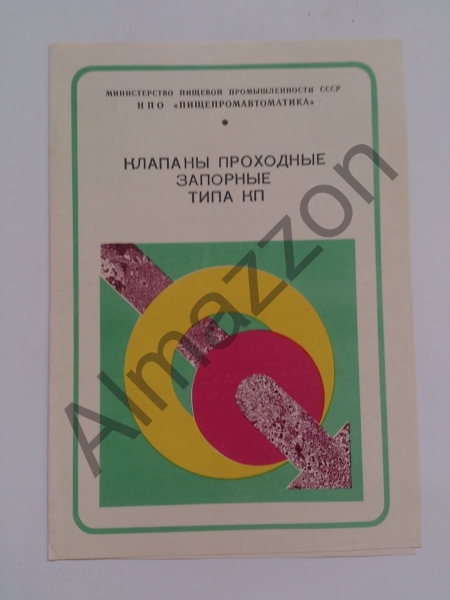 МИНИСТЕРСТВО ПИЩЕВОЙ ПРОМЫШЛЕННОСТИ СССР
НПО «ПИЩЕПРОМАВТОМАТИКА»
КЛАПАНЫ ПРОХОДНЫЕ
ЗАПОРНЫЕ
ТИПА КП
Almazzon